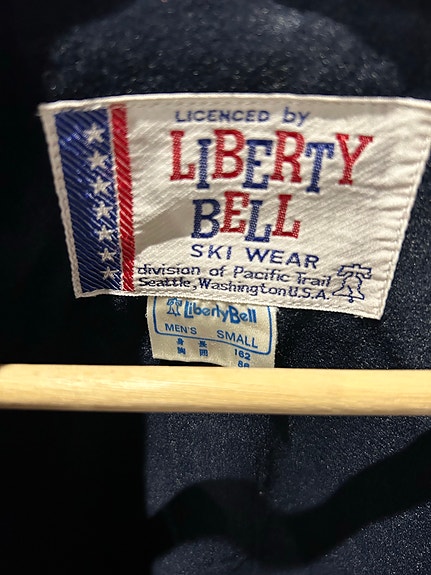 LICENCED by
LIBERTY
BELL
SKI WEAR
division of Pacific Trail
Seattle, Washington U.S.A.
LibertyBell
MEN'S SMALL
身長 162
胸囲 88